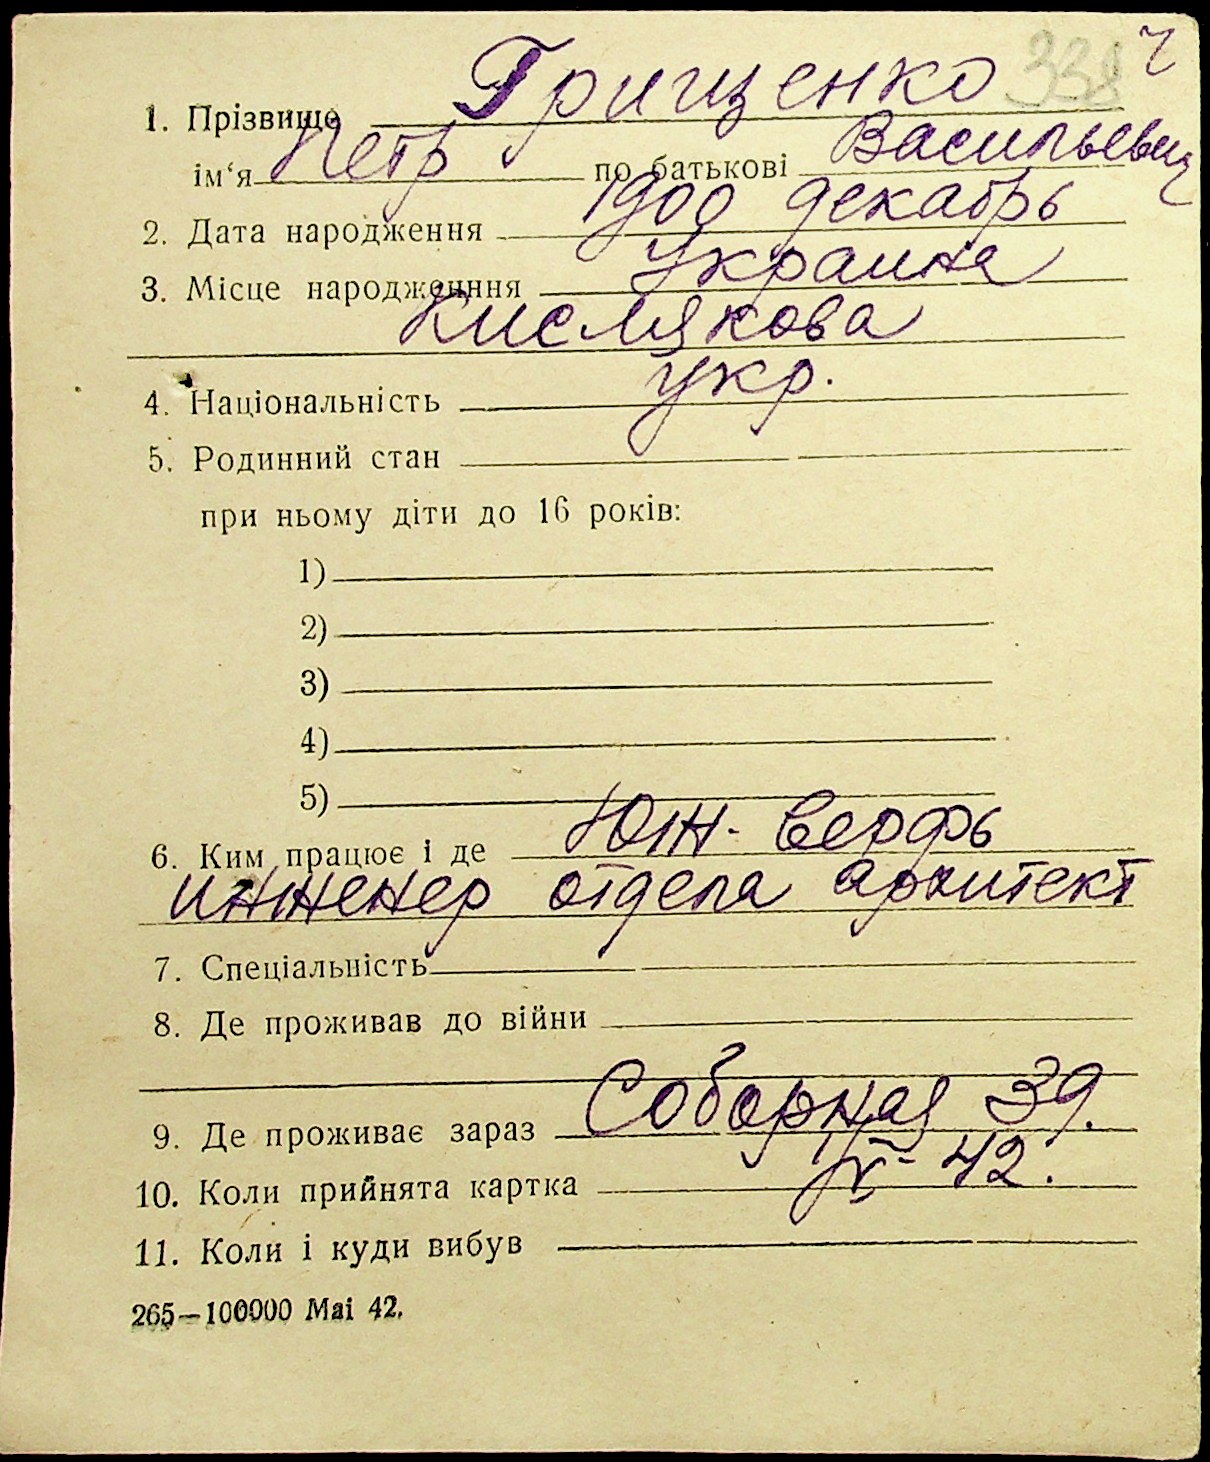 338 ч
1. Прізвище Грищенко
ім‘я Петр по батькові Васильевич
2. Дата народження 1900 декабрь
3. Місце народженння Украина
Кислякова
4. Національність укр.
5. Родинний стан
при ньому діти до 16 років:
1)
2)
3)
4)
5)
6. Ким працює і де Юж. верфь
инженер отдела архитект
7. Спеціальність
8. Де проживав до війни
9. Де проживає зараз Соборная 39.
10. Коли прийнята картка 42.
11. Коли і куди вибув
265—100000 Mai 42.